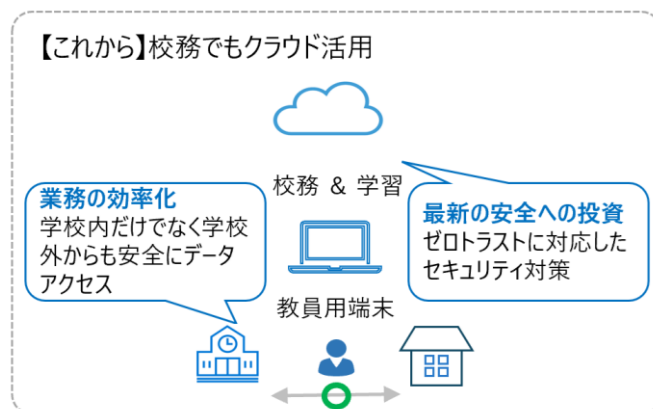 【これから】校務でもクラウド活用
校務 & 学習
業務の効率化
学校内だけでなく学校
外からも安全にデータ
アクセス
最新の安全への投資
ゼロトラストに対応した
セキュリティ対策
教員用端末